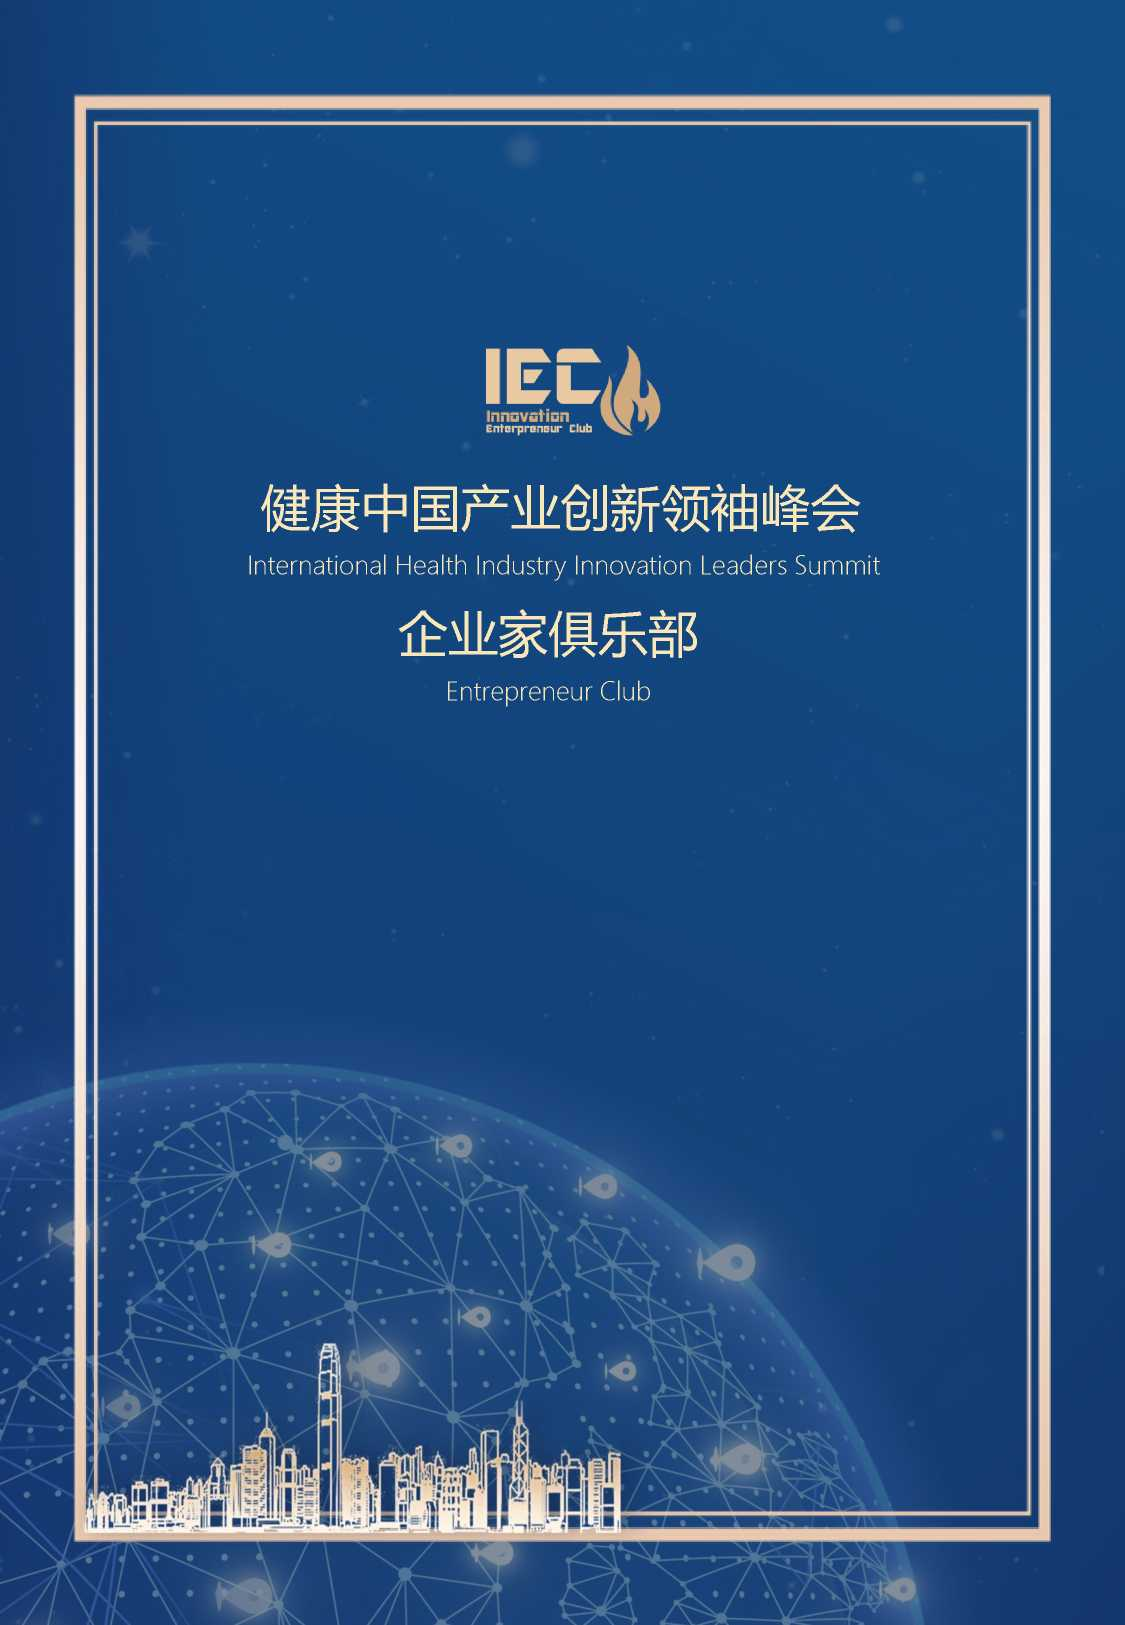 IEC
Innovation
Enterpreneur Club
健康中国产业创新领袖峰会
International Health Industry Innovation Leaders Summit
企业家俱乐部
Entrepreneur Club